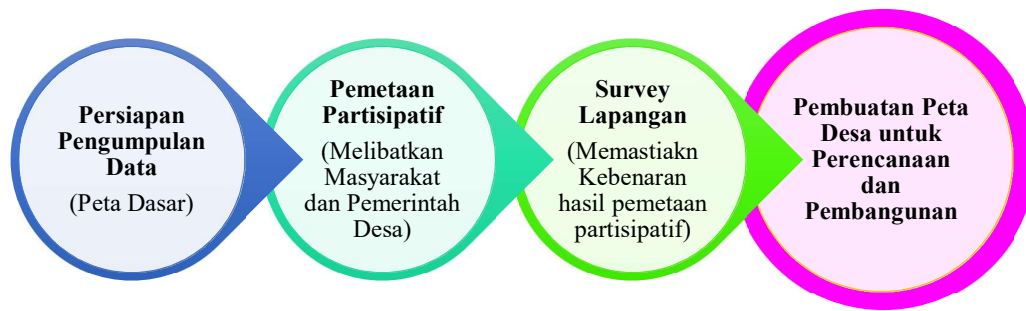 Persiapan
Pengumpulan
Data
(Peta Dasar)
Pemetaan
Partisipatif
(Melibatkan
Masyarakat
dan Pemerintah
Desa)
Survey
Lapangan
(Memastiakn
Kebenaran
hasil pemetaan
partisipatif)
Pembuatan Peta
Desa untuk
Perencanaan
dan
Pembangunan